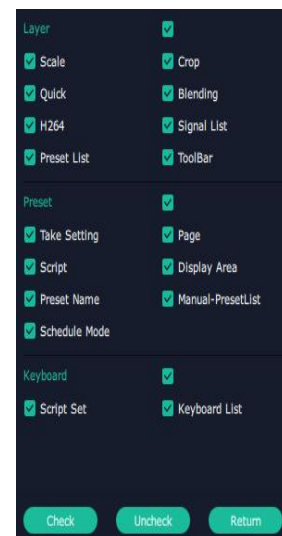 Layer
Scale Crop
Quick Blending
H264 Signal List
Preset List ToolBar
Preset
Take Setting Page
Script Display Area
Preset Name Manual-PresetList
Schedule Mode
Keyboard
Script Set Keyboard List
Check Uncheck Return